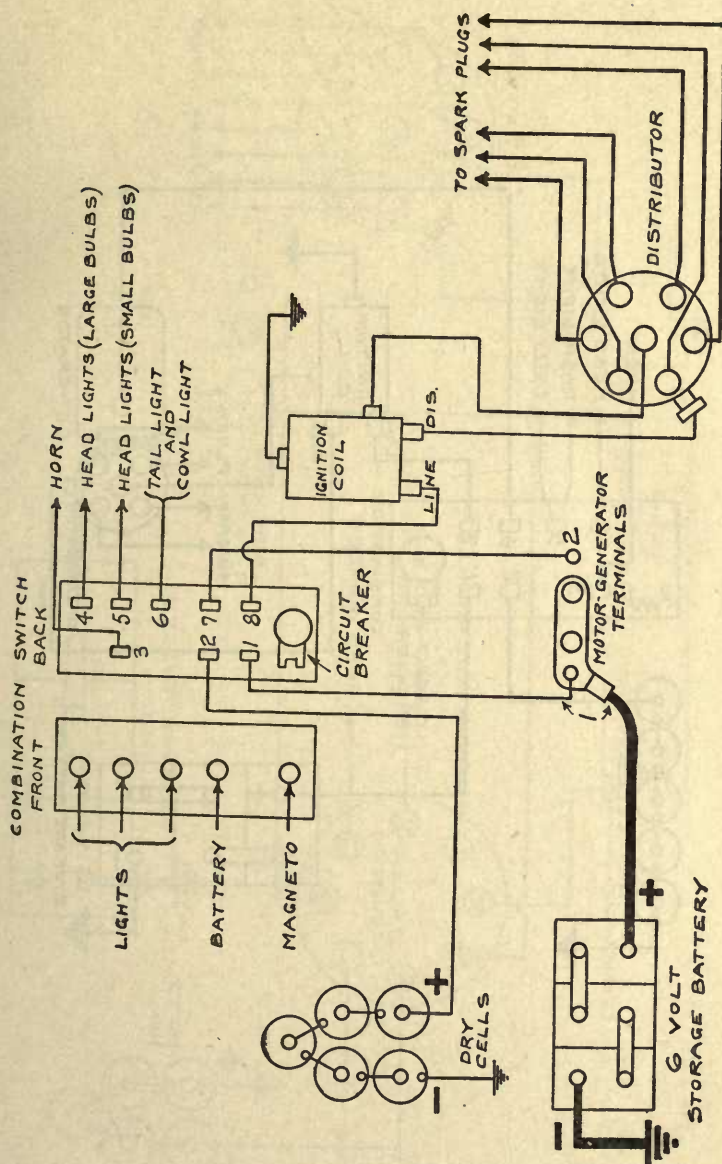 COMBINATION SWITCH
FRONT
BACK
LIGHTS
BATTERY
MAGNETO
HORN
HEAD LIGHTS (LARGE BULBS)
HEAD LIGHTS (SMALL BULBS)
TAIL LIGHT
AND
COWL LIGHT
3
4
5
6
2
7
1
8
CIRCUIT
BREAKER
IGNITION
COIL
LINE
DIS.
TO SPARK PLUGS
DISTRIBUTOR
+
-
DRY
CELLS
1
2
MOTOR-GENERATOR
TERMINALS
-
+
6 VOLT
STORAGE BATTERY